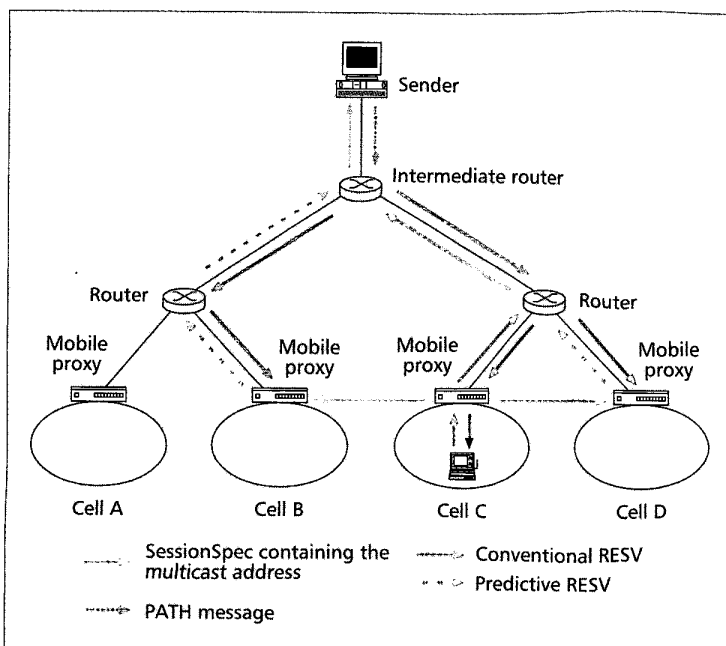 Sender
Intermediate router
Router
Router
Mobile
proxy
Mobile
proxy
Mobile
proxy
Mobile
proxy
Cell A
Cell B
Cell C
Cell D
SessionSpec containing the
multicast address
Conventional RESV
Predictive RESV
PATH message